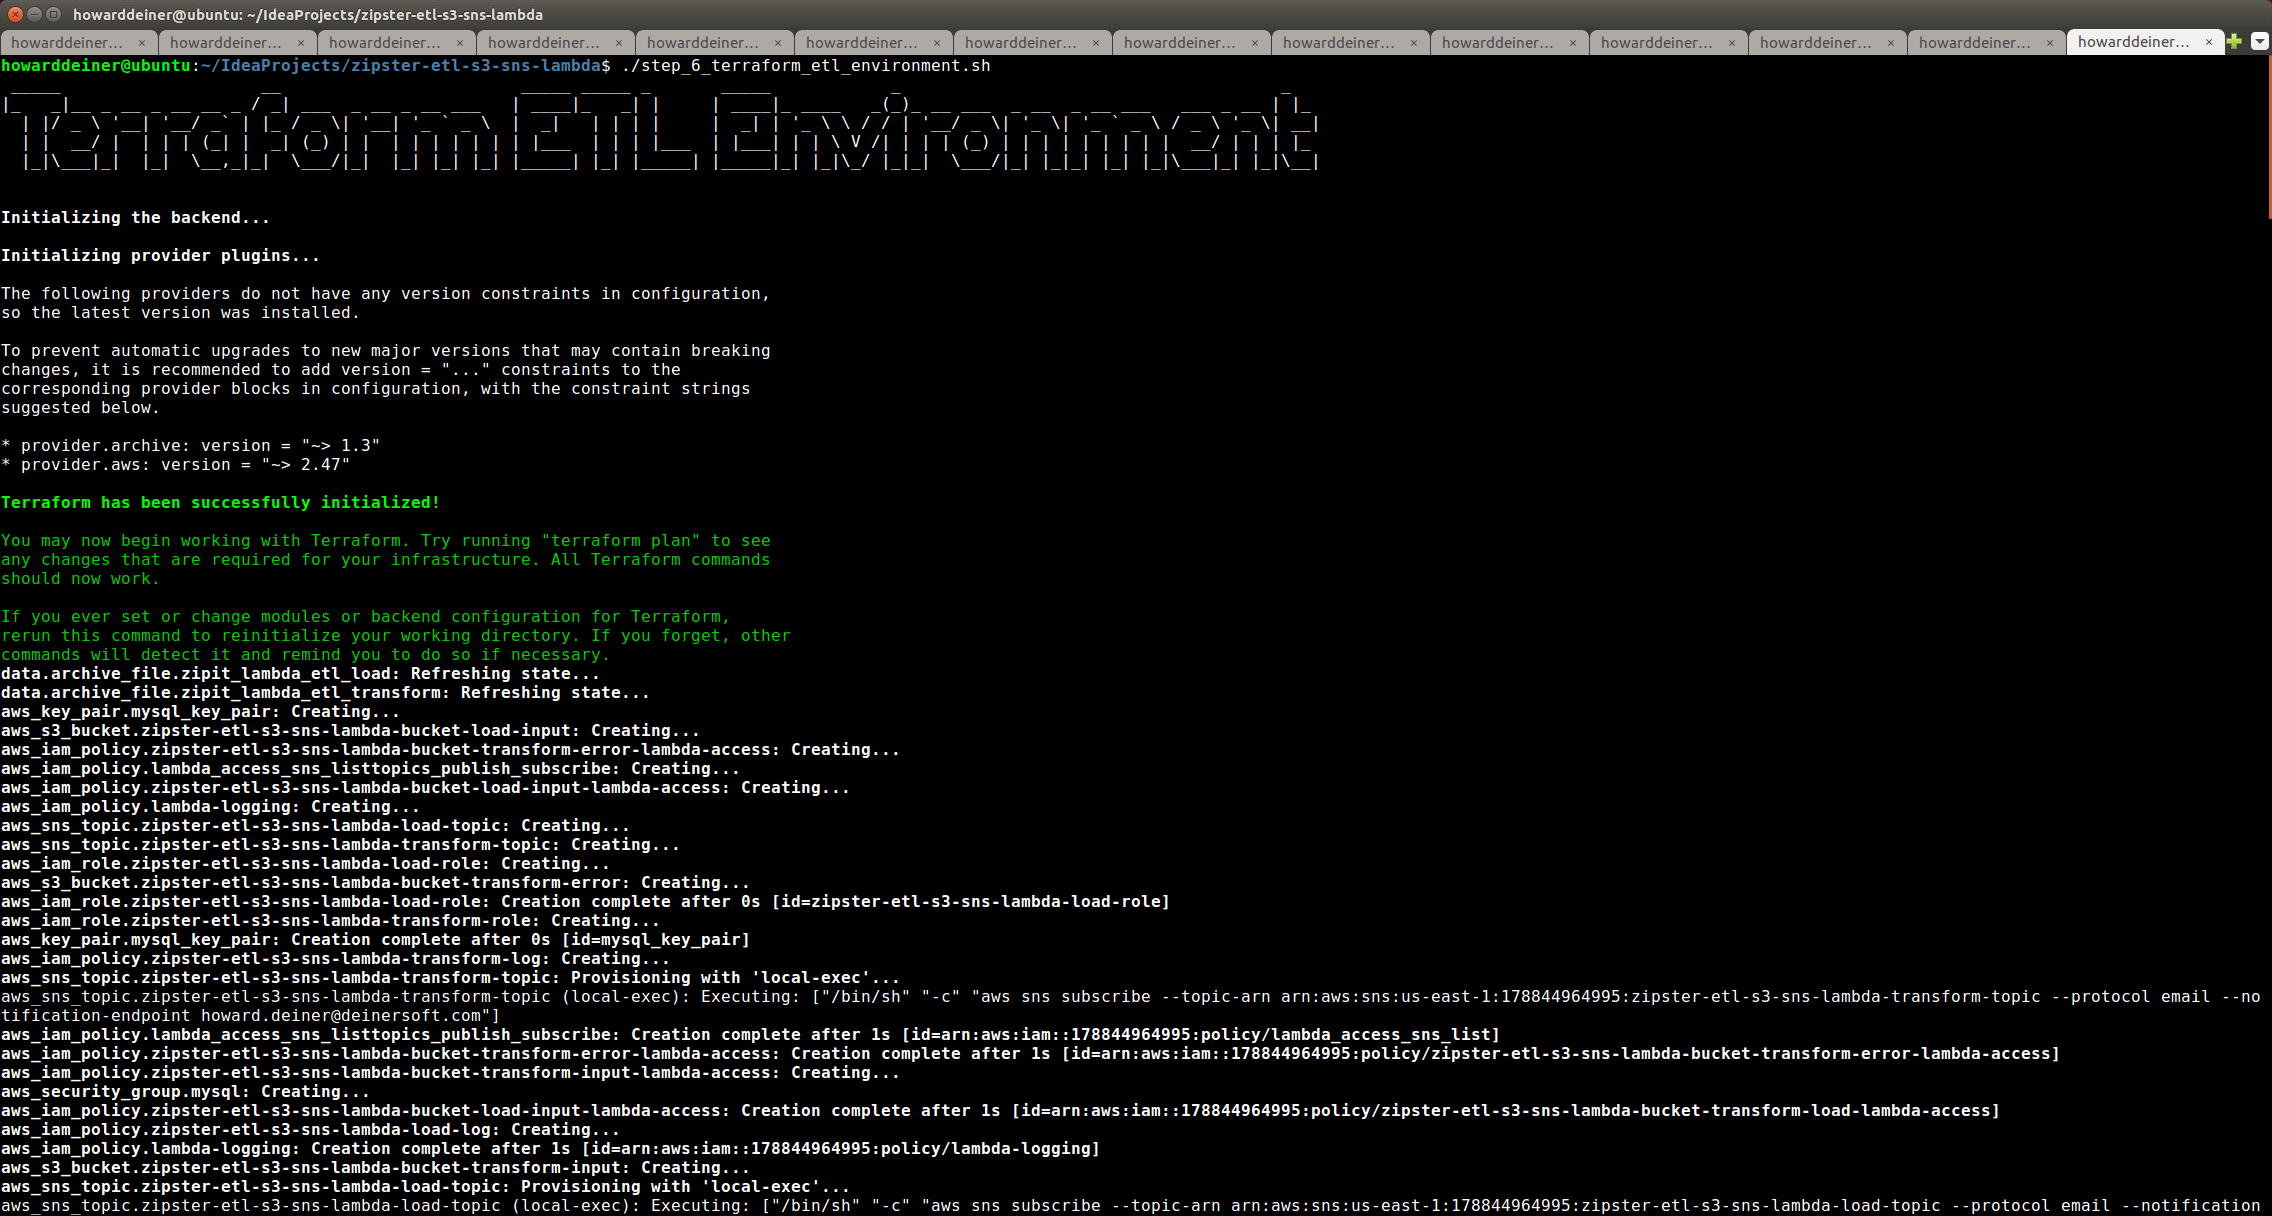 howarddeiner@ubuntu: ~/IdeaProjects/zipster-etl-s3-sns-lambda
howarddeiner... × howarddeiner... × howarddeiner... × howarddeiner... × howarddeiner... × howarddeiner... × howarddeiner... × howarddeiner... × howarddeiner... × howarddeiner... × howarddeiner... × howarddeiner... × howarddeiner... × howarddeiner... ×
howarddeiner@ubuntu:~/IdeaProjects/zipster-etl-s3-sns-lambda$ ./step_6_terraform_etl_environment.sh
Terraform ETL Environment
Initializing the backend...
Initializing provider plugins...
The following providers do not have any version constraints in configuration,
so the latest version was installed.
To prevent automatic upgrades to new major versions that may contain breaking
changes, it is recommended to add version = "..." constraints to the
corresponding provider blocks in configuration, with the constraint strings
suggested below.
* provider.archive: version = "~> 1.3"
* provider.aws: version = "~> 2.47"
Terraform has been successfully initialized!
You may now begin working with Terraform. Try running "terraform plan" to see
any changes that are required for your infrastructure. All Terraform commands
should now work.
If you ever set or change modules or backend configuration for Terraform,
rerun this command to reinitialize your working directory. If you forget, other
commands will detect it and remind you to do so if necessary.
data.archive_file.zipit_lambda_etl_load: Refreshing state...
data.archive_file.zipit_lambda_etl_transform: Refreshing state...
aws_key_pair.mysql_key_pair: Creating...
aws_s3_bucket.zipster-etl-s3-sns-lambda-bucket-load-input: Creating...
aws_iam_policy.zipster-etl-s3-sns-lambda-bucket-transform-error-lambda-access: Creating...
aws_iam_policy.lambda_access_sns_listtopics_publish_subscribe: Creating...
aws_iam_policy.zipster-etl-s3-sns-lambda-bucket-load-input-lambda-access: Creating...
aws_iam_policy.lambda-logging: Creating...
aws_sns_topic.zipster-etl-s3-sns-lambda-load-topic: Creating...
aws_sns_topic.zipster-etl-s3-sns-lambda-transform-topic: Creating...
aws_iam_role.zipster-etl-s3-sns-lambda-load-role: Creating...
aws_s3_bucket.zipster-etl-s3-sns-lambda-bucket-transform-error: Creating...
aws_iam_role.zipster-etl-s3-sns-lambda-load-role: Creation complete after 0s [id=zipster-etl-s3-sns-lambda-load-role]
aws_iam_role.zipster-etl-s3-sns-lambda-transform-role: Creating...
aws_key_pair.mysql_key_pair: Creation complete after 0s [id=mysql_key_pair]
aws_iam_policy.zipster-etl-s3-sns-lambda-transform-log: Creating...
aws_sns_topic.zipster-etl-s3-sns-lambda-transform-topic: Provisioning with 'local-exec'...
aws_sns_topic.zipster-etl-s3-sns-lambda-transform-topic (local-exec): Executing: ["/bin/sh" "-c" "aws sns subscribe --topic-arn arn:aws:sns:us-east-1:178844964995:zipster-etl-s3-sns-lambda-transform-topic --protocol email --no
tification-endpoint howard.deiner@deinersoft.com"]
aws_iam_policy.lambda_access_sns_listtopics_publish_subscribe: Creation complete after 1s [id=arn:aws:iam::178844964995:policy/lambda_access_sns_list]
aws_iam_policy.zipster-etl-s3-sns-lambda-bucket-transform-error-lambda-access: Creation complete after 1s [id=arn:aws:iam::178844964995:policy/zipster-etl-s3-sns-lambda-bucket-transform-error-lambda-access]
aws_iam_policy.zipster-etl-s3-sns-lambda-bucket-transform-input-lambda-access: Creating...
aws_security_group.mysql: Creating...
aws_iam_policy.zipster-etl-s3-sns-lambda-bucket-load-input-lambda-access: Creation complete after 1s [id=arn:aws:iam::178844964995:policy/zipster-etl-s3-sns-lambda-bucket-transform-load-lambda-access]
aws_iam_policy.zipster-etl-s3-sns-lambda-load-log: Creating...
aws_iam_policy.lambda-logging: Creation complete after 1s [id=arn:aws:iam::178844964995:policy/lambda-logging]
aws_s3_bucket.zipster-etl-s3-sns-lambda-bucket-transform-input: Creating...
aws_sns_topic.zipster-etl-s3-sns-lambda-load-topic: Provisioning with 'local-exec'...
aws_sns_topic.zipster-etl-s3-sns-lambda-load-topic (local-exec): Executing: ["/bin/sh" "-c" "aws sns subscribe --topic-arn arn:aws:sns:us-east-1:178844964995:zipster-etl-s3-sns-lambda-load-topic --protocol email --notification